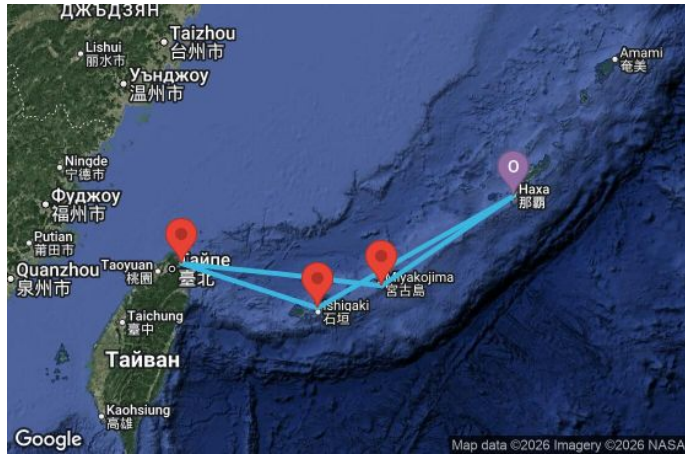 ДЖЪДЗЯН
Taizhou
台州市
Lishui
丽水市
Уънджоу
温州市
Amami
奄美
Ningde
宁德市
Фуджоу
福州市
O
Наха
那覇
Putian
莆田市
Тайпе
臺北
Taoyuan
桃園
Quanzhou
泉州市
Miyakojima
宮古島
Ishigaki
石垣
Taichung
臺中
Тайван
Kaohsiung
高雄
Google
Map data ©2026 Imagery ©2026 NASA